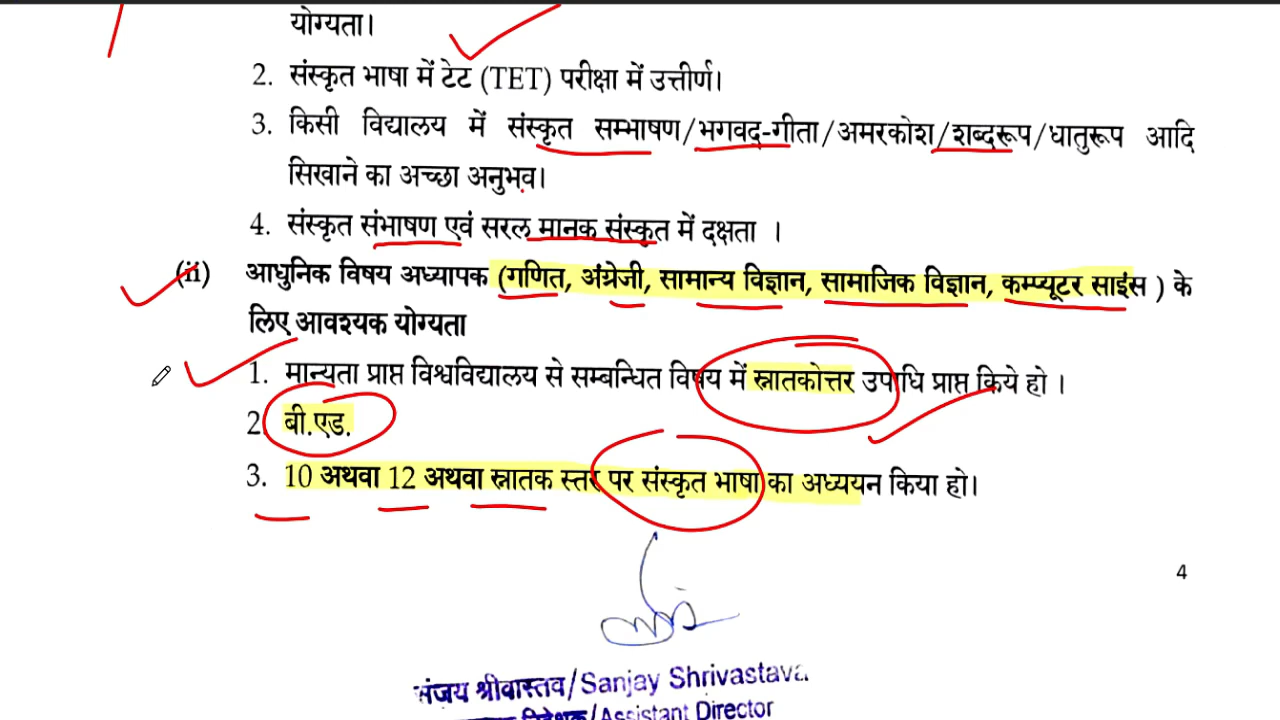 योग्यता।
2. संस्कृत भाषा में टेट (TET) परीक्षा में उत्तीर्ण।
3. किसी विद्यालय में संस्कृत सम्भाषण/भगवद्-गीता/अमरकोश/शब्दरूप/धातुरूप आदि
सिखाने का अच्छा अनुभव।
4. संस्कृत संभाषण एवं सरल मानक संस्कृत में दक्षता ।
(ii) आधुनिक विषय अध्यापक (गणित, अंग्रेजी, सामान्य विज्ञान, सामाजिक विज्ञान, कम्प्यूटर साइंस ) के
लिए आवश्यक योग्यता
1. मान्यता प्राप्त विश्वविद्यालय से सम्बन्धित विषय में स्नातकोत्तर उपाधि प्राप्त किये हो ।
2 बी.एड.
3. 10 अथवा 12 अथवा स्नातक स्तर पर संस्कृत भाषा का अध्ययन किया हो।
4
संजय श्रीवास्तव/Sanjay Shrivastava
/Assistant Director